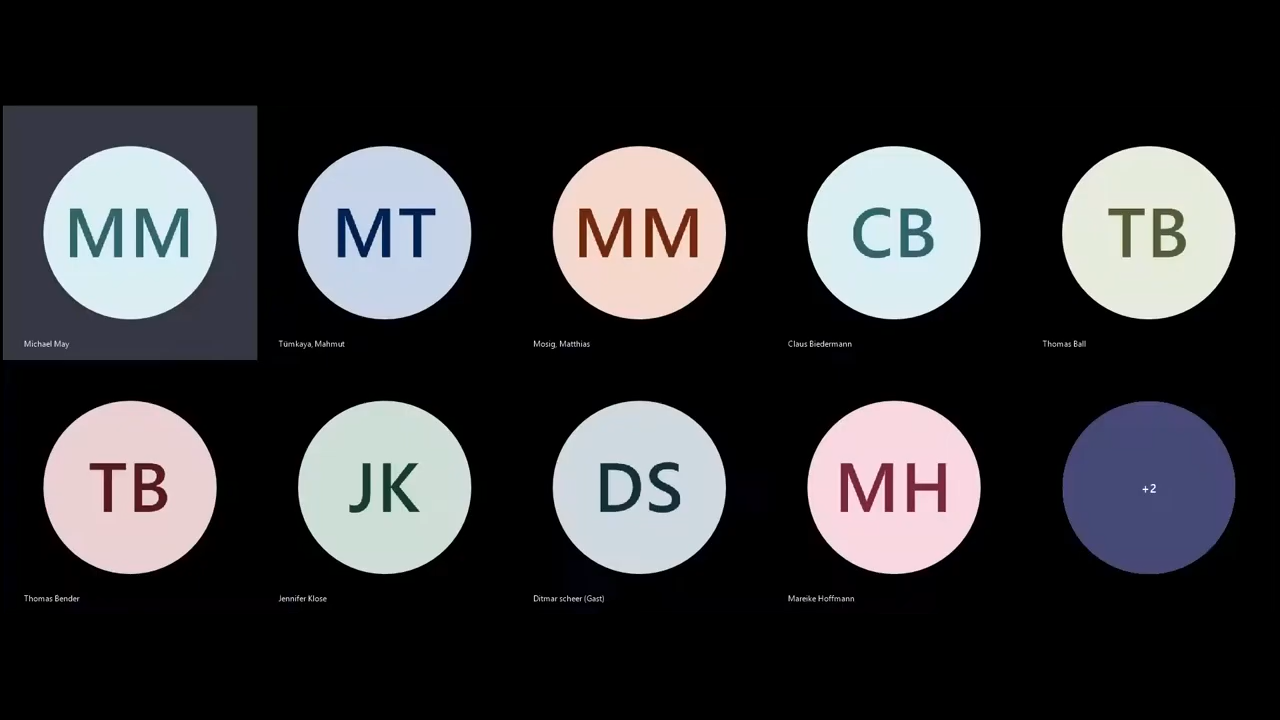 MM
MT
MM
CB
TB
Michael May
Tümkaya, Mahmut
Mosig, Matthias
Claus Biedermann
Thomas Ball
TB
JK
DS
MH
+2
Thomas Bender
Jennifer Klose
Ditmar scheer (Gast)
Mareike Hoffmann